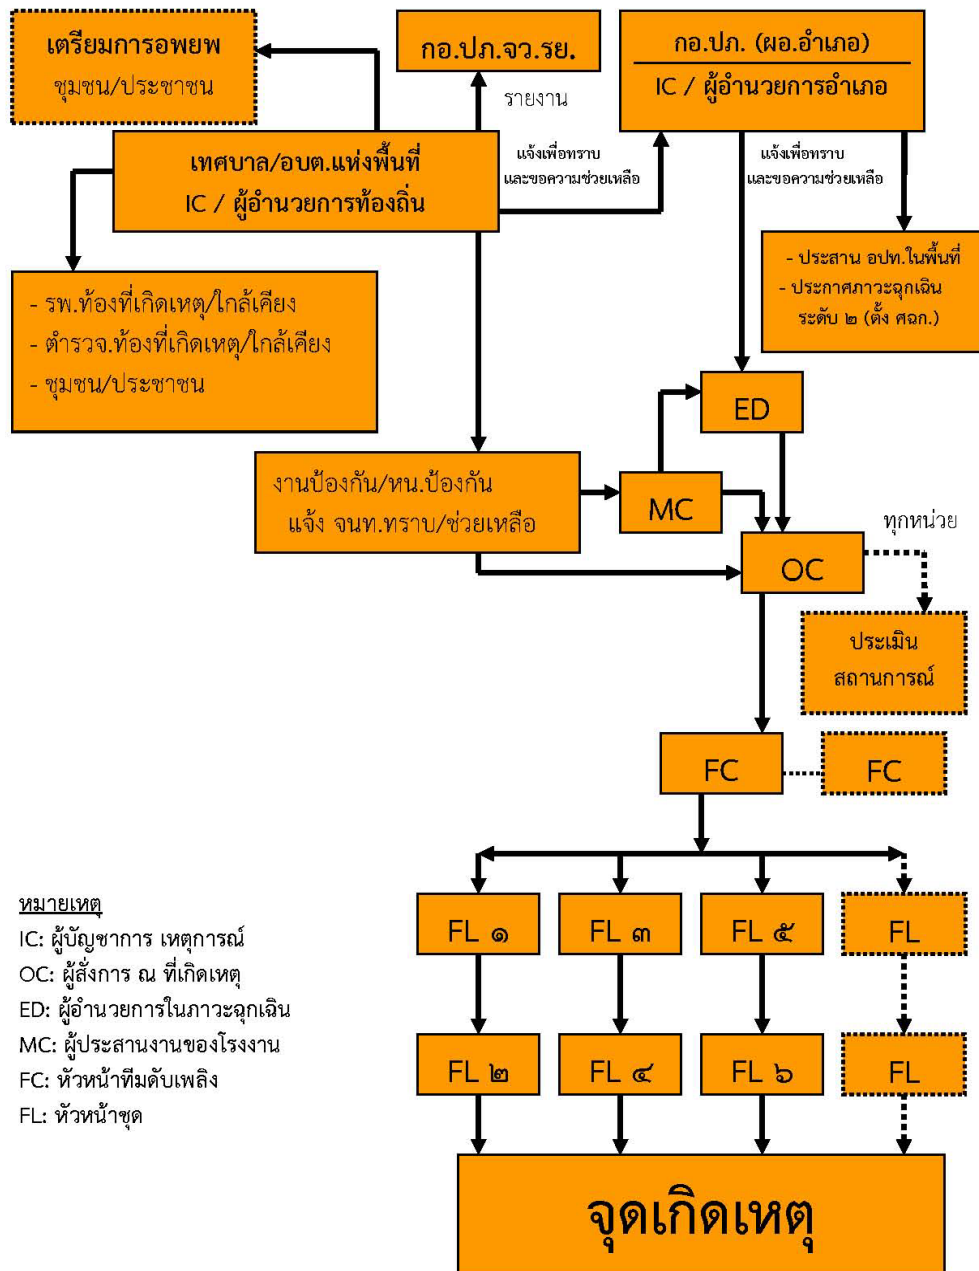 เตรียมการอพยพ
ชุมชน/ประชาชน
กอ.ปภ.จว.รย.
กอ.ปภ. (ผอ.อำเภอ)
IC / ผู้อำนวยการอำเภอ
รายงาน
เทศบาล/อบต.แห่งพื้นที่
IC / ผู้อำนวยการท้องถิ่น
แจ้งเพื่อทราบ
และขอความช่วยเหลือ
แจ้งเพื่อทราบ
และขอความช่วยเหลือ
- ประสาน อปท.ในพื้นที่
- ประกาศภาวะฉุกเฉิน
ระดับ ๒ (ตั้ง ศฉก.)
- รพ.ท้องที่เกิดเหตุ/ใกล้เคียง
- ตำรวจ.ท้องที่เกิดเหตุ/ใกล้เคียง
- ชุมชน/ประชาชน
ED
งานป้องกัน/หน.ป้องกัน
แจ้ง จนท.ทราบ/ช่วยเหลือ
MC
ทุกหน่วย
OC
ประเมิน
สถานการณ์
FC
FC
หมายเหตุ
IC: ผู้บัญชาการ เหตุการณ์
OC: ผู้สั่งการ ณ ที่เกิดเหตุ
ED: ผู้อำนวยการในภาวะฉุกเฉิน
MC: ผู้ประสานงานของโรงงาน
FC: หัวหน้าทีมดับเพลิง
FL: หัวหน้าชุด
FL ๑
FL ๓
FL ๕
FL
FL ๒
FL ๔
FL ๖
FL
จุดเกิดเหตุ